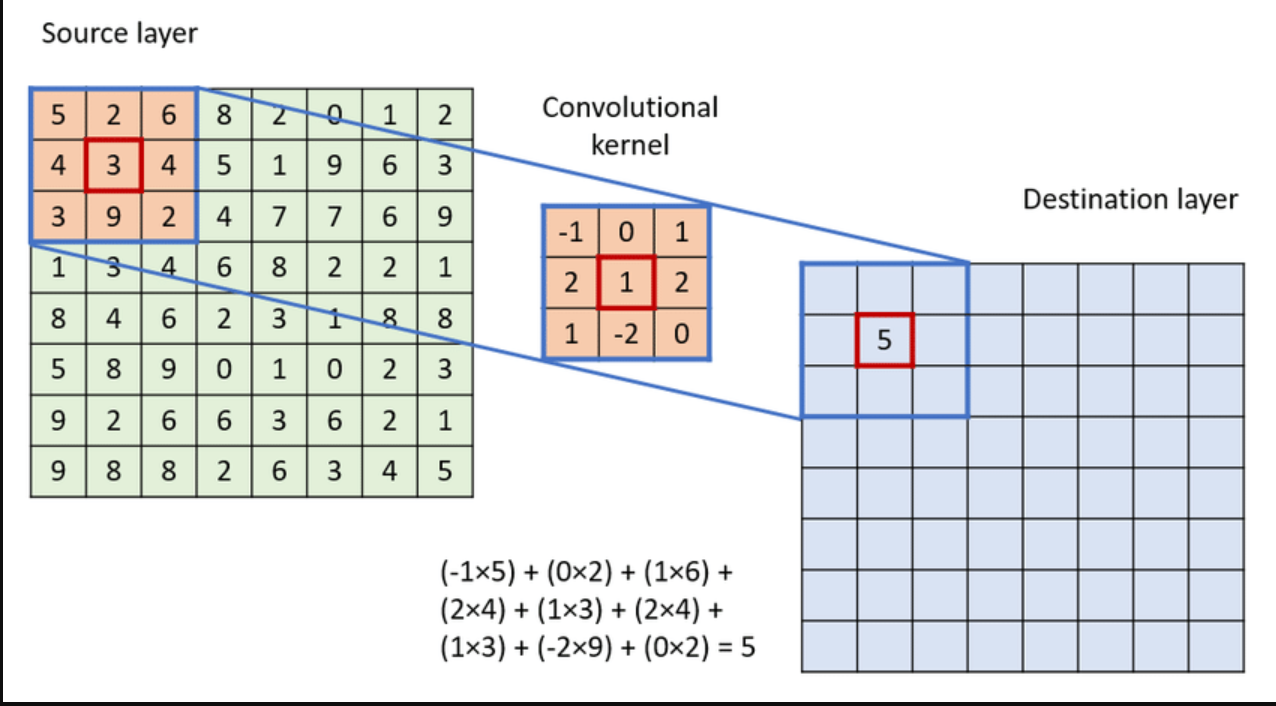 Source layer
5 2 6 8 2 0 1 2
4 3 4 5 1 9 6 3
3 9 2 4 7 7 6 9
1 3 4 6 8 2 2 1
8 4 6 2 3 1 8 8
5 8 9 0 1 0 2 3
9 2 6 6 3 6 2 1
9 8 8 2 6 3 4 5
Convolutional
kernel
-1 0 1
2 1 2
1 -2 0
Destination layer
5
(-1×5) + (0×2) + (1×6) +
(2×4) + (1×3) + (2×4) +
(1×3) + (-2×9) + (0×2) = 5